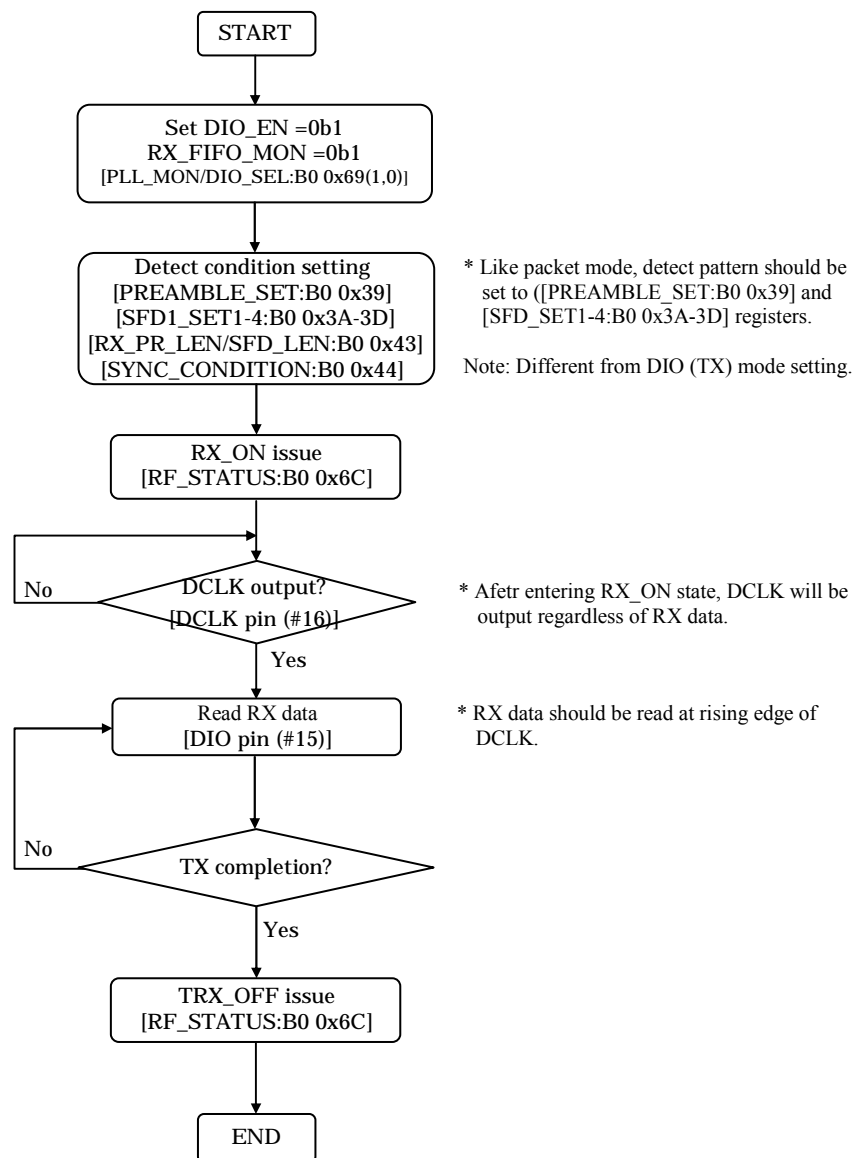 START
Set DIO_EN =0b1
RX_FIFO_MON =0b1
[PLL_MON/DIO_SEL:B0 0x69(1,0)]
Detect condition setting
[PREAMBLE_SET:B0 0x39]
[SFD1_SET1-4:B0 0x3A-3D]
[RX_PR_LEN/SFD_LEN:B0 0x43]
[SYNC_CONDITION:B0 0x44]
* Like packet mode, detect pattern should be
set to ([PREAMBLE_SET:B0 0x39] and
[SFD_SET1-4:B0 0x3A-3D] registers.
Note: Different from DIO (TX) mode setting.
RX_ON issue
[RF_STATUS:B0 0x6C]
No
DCLK output?
[DCLK pin (#16)]
* Afetr entering RX_ON state, DCLK will be
output regardless of RX data.
Yes
Read RX data
[DIO pin (#15)]
* RX data should be read at rising edge of
DCLK.
No
TX completion?
Yes
TRX_OFF issue
[RF_STATUS:B0 0x6C]
END